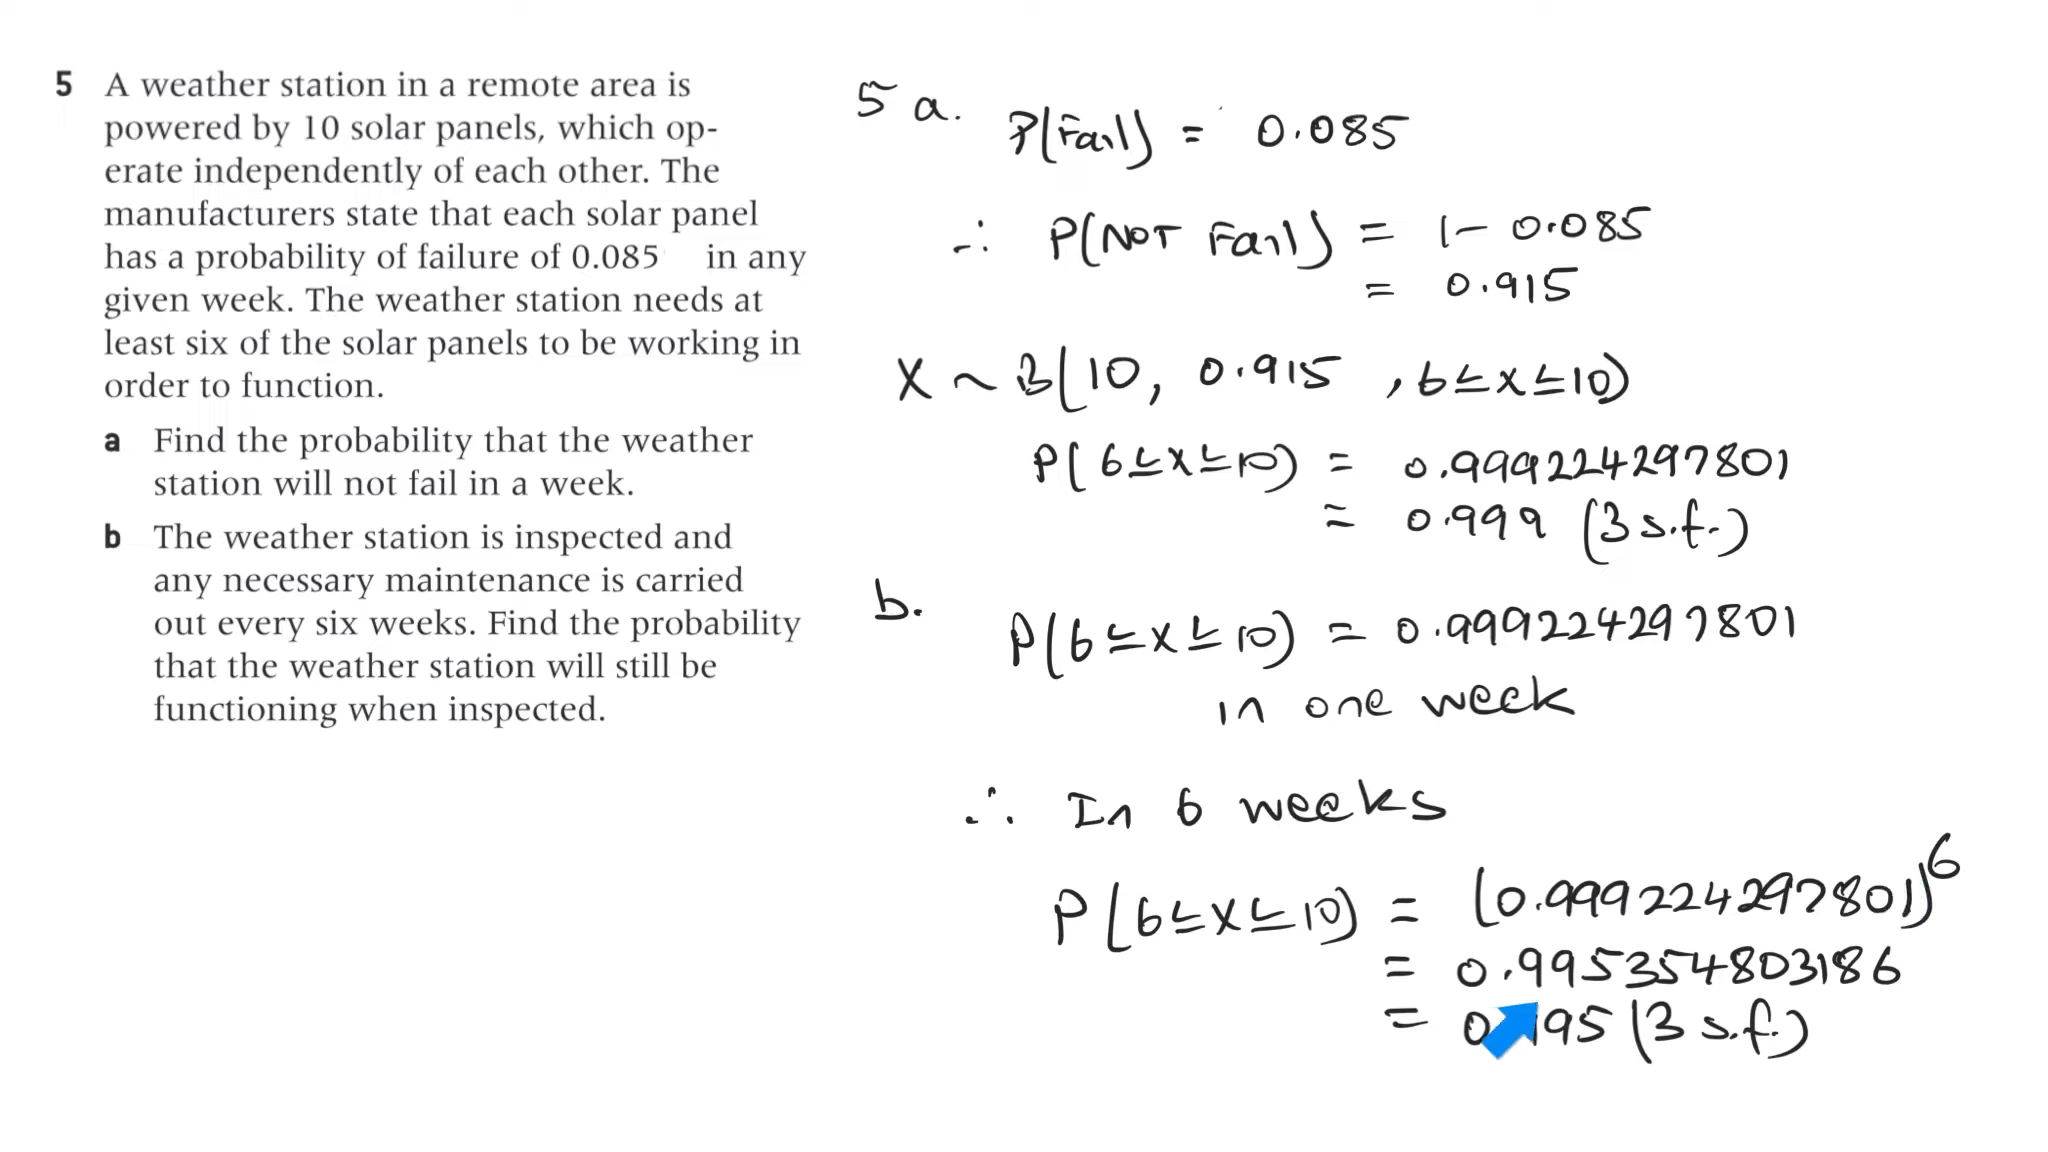 5 A weather station in a remote area is
powered by 10 solar panels, which op-
erate independently of each other. The
manufacturers state that each solar panel
has a probability of failure of 0.085 in any
given week. The weather station needs at
least six of the solar panels to be working in
order to function.
a Find the probability that the weather
station will not fail in a week.
b The weather station is inspected and
any necessary maintenance is carried
out every six weeks. Find the probability
that the weather station will still be
functioning when inspected.
5 a. P(Fail) = 0.085
∴ P(NOT Fail) = 1 - 0.085
= 0.915
X ~ B(10, 0.915 , 6≤x≤10)
P(6≤x≤10) = 0.999224297801
= 0.999 (3 s.f.)
b. P(6≤x≤10) = 0.999224297801
in one week
∴ In 6 weeks
P(6≤x≤10) = (0.999224297801)^6
= 0.9953354803186
= (3 s.f.)